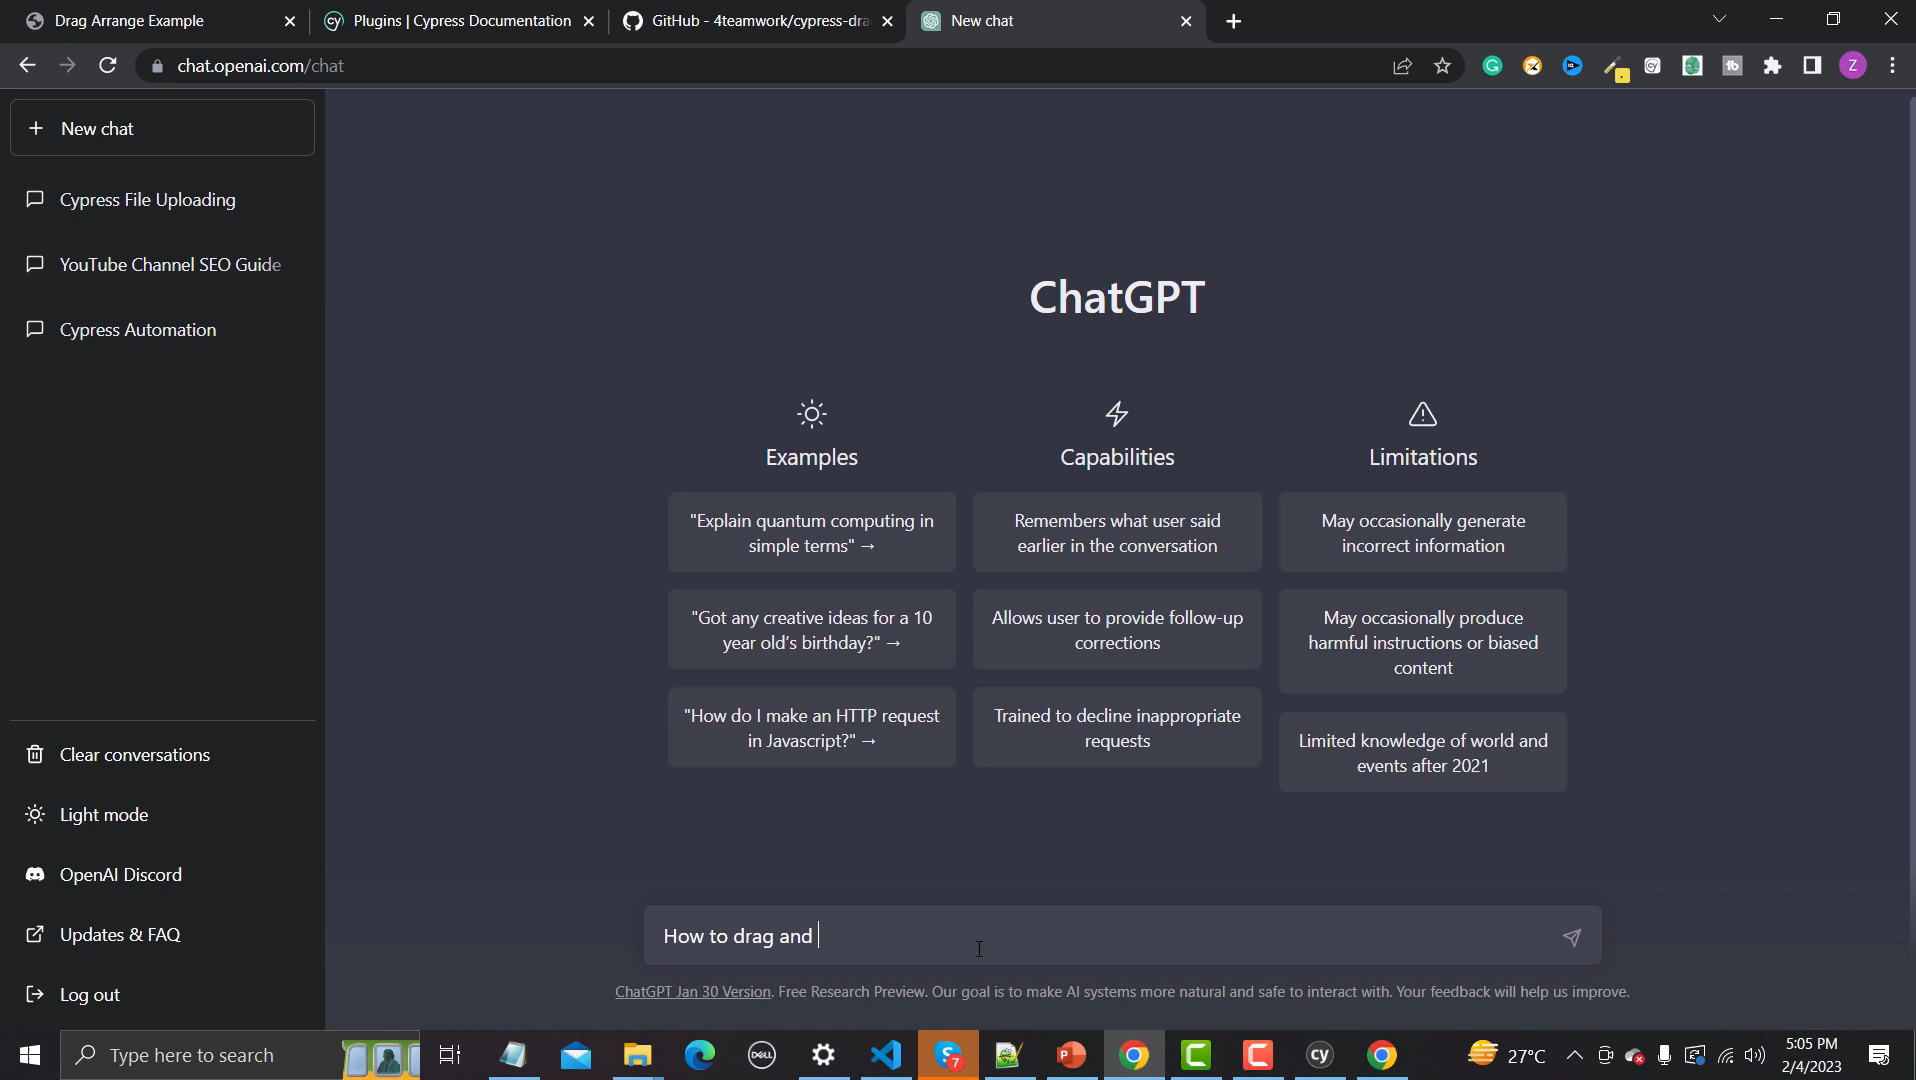 Drag Arrange Example
Plugins | Cypress Documentation
GitHub - 4teamwork/cypress-dra
New chat
chat.openai.com/chat
New chat
Cypress File Uploading
YouTube Channel SEO Guide
Cypress Automation
Clear conversations
Light mode
OpenAI Discord
Updates & FAQ
Log out
ChatGPT
Examples
"Explain quantum computing in
simple terms" →
"Got any creative ideas for a 10
year old's birthday?" →
"How do I make an HTTP request
in Javascript?" →
Capabilities
Remembers what user said
earlier in the conversation
Allows user to provide follow-up
corrections
Trained to decline inappropriate
requests
Limitations
May occasionally generate
incorrect information
May occasionally produce
harmful instructions or biased
content
Limited knowledge of world and
events after 2021
How to drag and
ChatGPT Jan 30 Version. Free Research Preview. Our goal is to make AI systems more natural and safe to interact with. Your feedback will help us improve.
Type here to search
DELL
7
cy
27°C
5:05 PM
2/4/2023